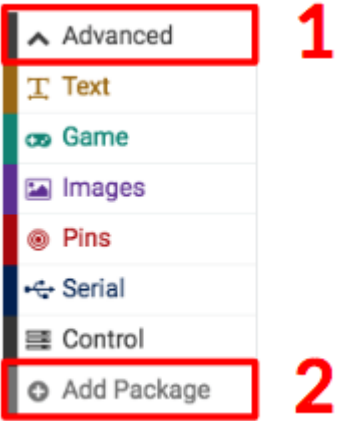 Advanced 1
Text
Game
Images
Pins
Serial
Control
Add Package 2